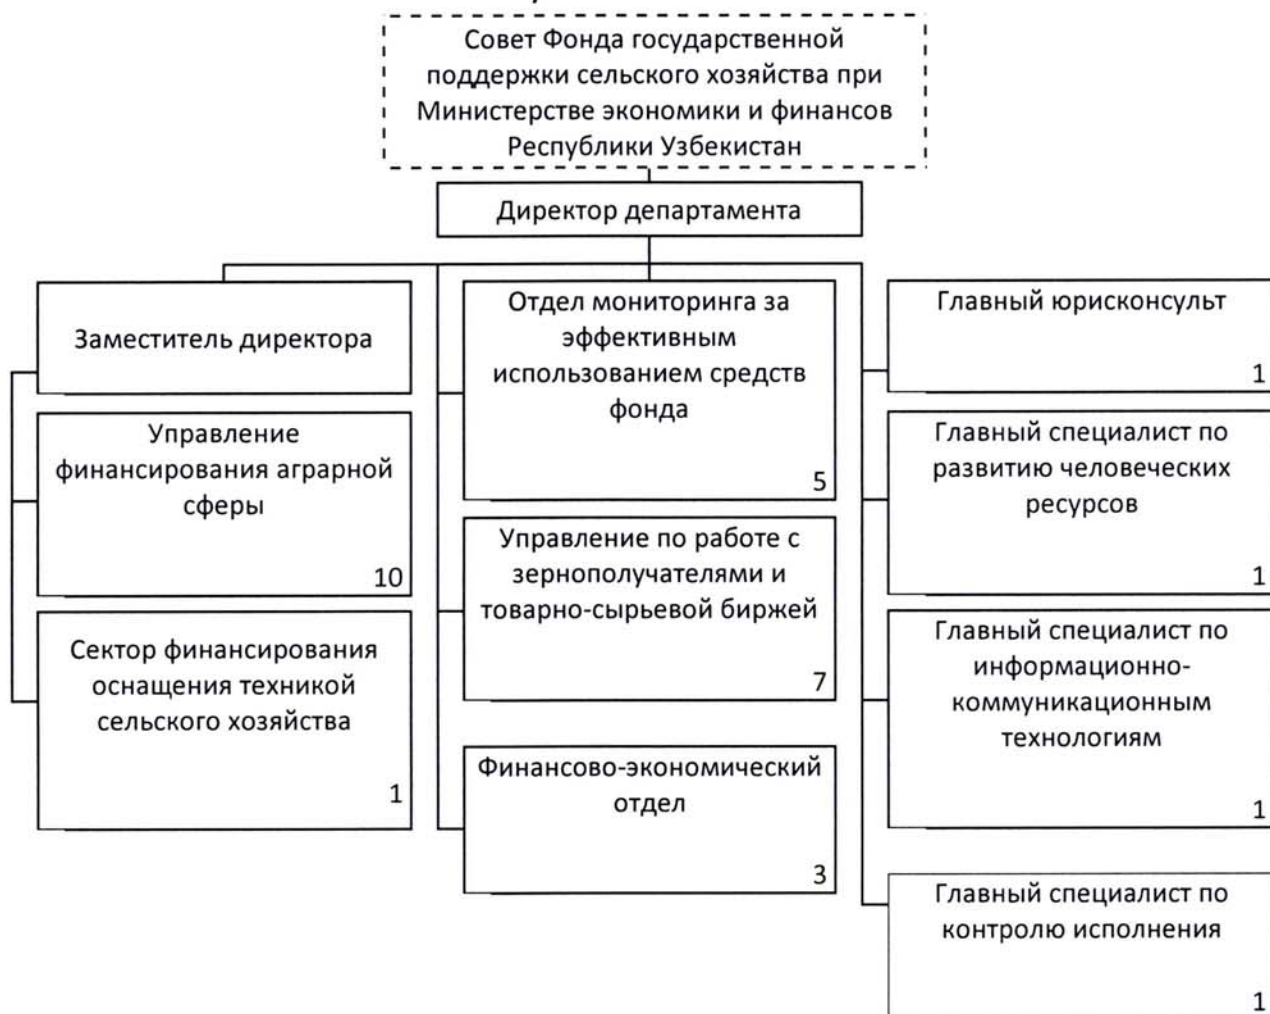 Совет Фонда государственной
поддержки сельского хозяйства при
Министерстве экономики и финансов
Республики Узбекистан
Директор департамента
Заместитель директора
Управление
финансирования аграрной
сферы
10
Сектор финансирования
оснащения техникой
сельского хозяйства
1
Отдел мониторинга за
эффективным
использованием средств
фонда
5
Управление по работе с
зернополучателями и
товарно-сырьевой биржей
7
Финансово-экономический
отдел
3
Главный юрисконсульт
1
Главный специалист по
развитию человеческих
ресурсов
1
Главный специалист по
информационно-
коммуникационным
технологиям
1
Главный специалист по
контролю исполнения
1